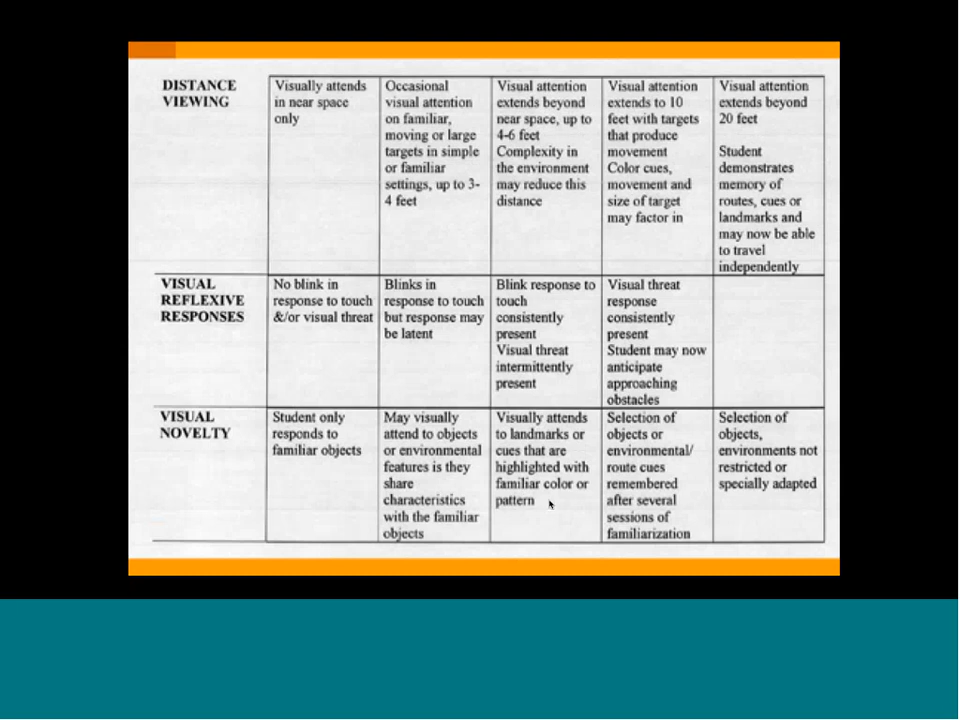 DISTANCE
VIEWING
Visually attends
in near space
only
Occasional
visual attention
on familiar,
moving or large
targets in simple
or familiar
settings, up to 3-
4 feet
Visual attention
extends beyond
near space, up to
4-6 feet
Complexity in
the environment
may reduce this
distance
Visual attention
extends to 10
feet with targets
that produce
movement
Color cues,
movement and
size of target
may factor in
Visual attention
extends beyond
20 feet
Student
demonstrates
memory of
routes, cues or
landmarks and
may now be able
to travel
independently
VISUAL
REFLEXIVE
RESPONSES
No blink in
response to touch
&/or visual threat
Blinks in
response to touch
but response may
be latent
Blink response to
touch
consistently
present
Visual threat
intermittently
present
Visual threat
response
consistently
present
Student may now
anticipate
approaching
obstacles
VISUAL
NOVELTY
Student only
responds to
familiar objects
May visually
attend to objects
or environmental
features is they
share
characteristics
with the familiar
objects
Visually attends
to landmarks or
cues that are
highlighted with
familiar color or
pattern
Selection of
objects or
environmental/
route cues
remembered
after several
sessions of
familiarization
Selection of
objects,
environments not
restricted or
specially adapted